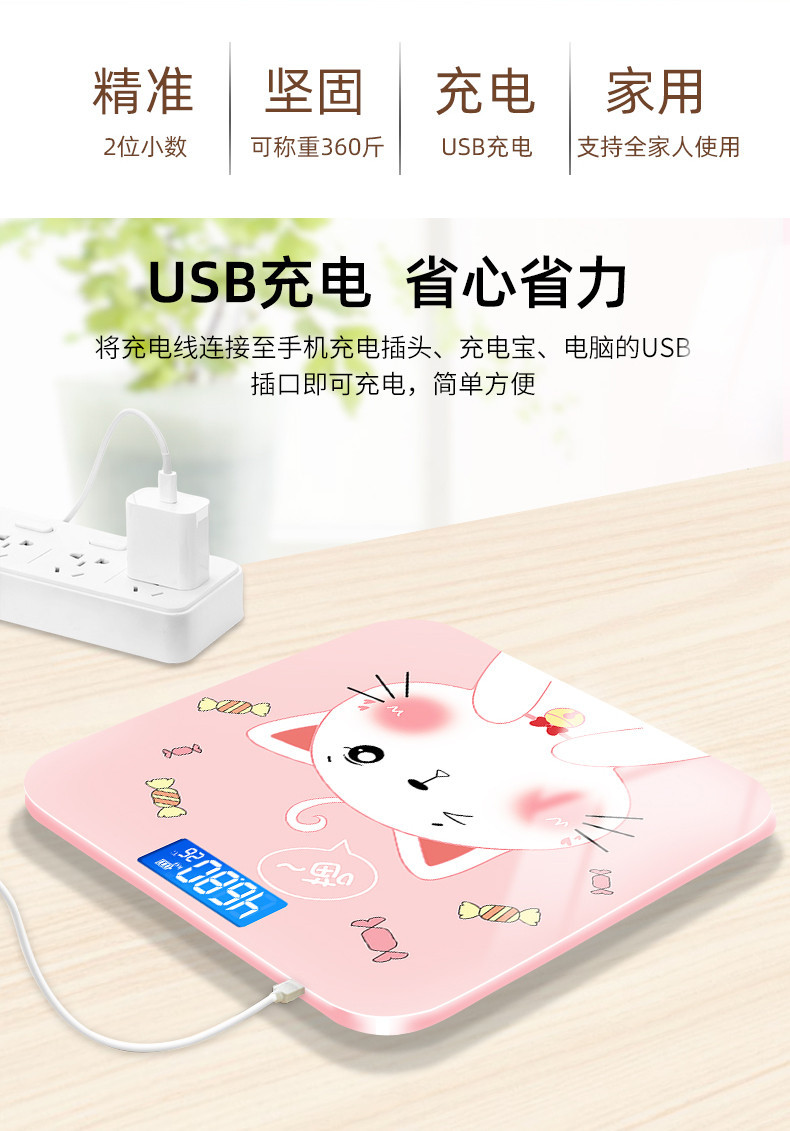 精准 坚固 充电 家用
2位小数 可称重360斤 USB充电 支持全家人使用
USB充电 省心省力
将充电线连接至手机充电插头、充电宝、电脑的USB
插口即可充电，简单方便
喵~